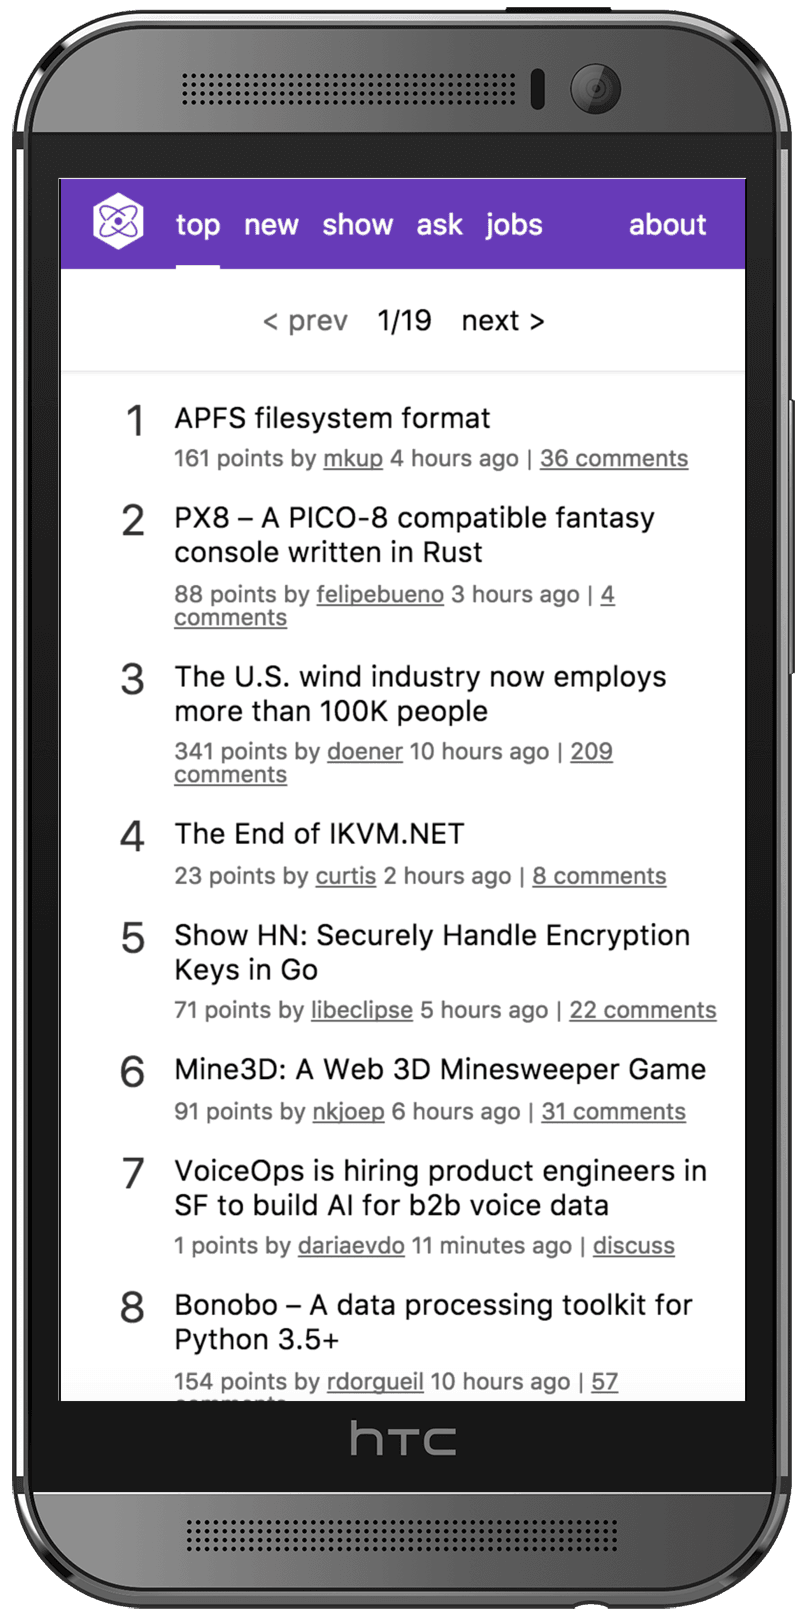 top new show ask jobs about
< prev 1/19 next >
1 APFS filesystem format
161 points by mkup 4 hours ago | 36 comments
2 PX8 – A PICO-8 compatible fantasy
console written in Rust
88 points by felipebueno 3 hours ago | 4
comments
3 The U.S. wind industry now employs
more than 100K people
341 points by doener 10 hours ago | 209
comments
4 The End of IKVM.NET
23 points by curtis 2 hours ago | 8 comments
5 Show HN: Securely Handle Encryption
Keys in Go
71 points by libeclipse 5 hours ago | 22 comments
6 Mine3D: A Web 3D Minesweeper Game
91 points by nkjoep 6 hours ago | 31 comments
7 VoiceOps is hiring product engineers in
SF to build AI for b2b voice data
1 points by dariaevdo 11 minutes ago | discuss
8 Bonobo – A data processing toolkit for
Python 3.5+
154 points by rdorgueil 10 hours ago | 57
hTC